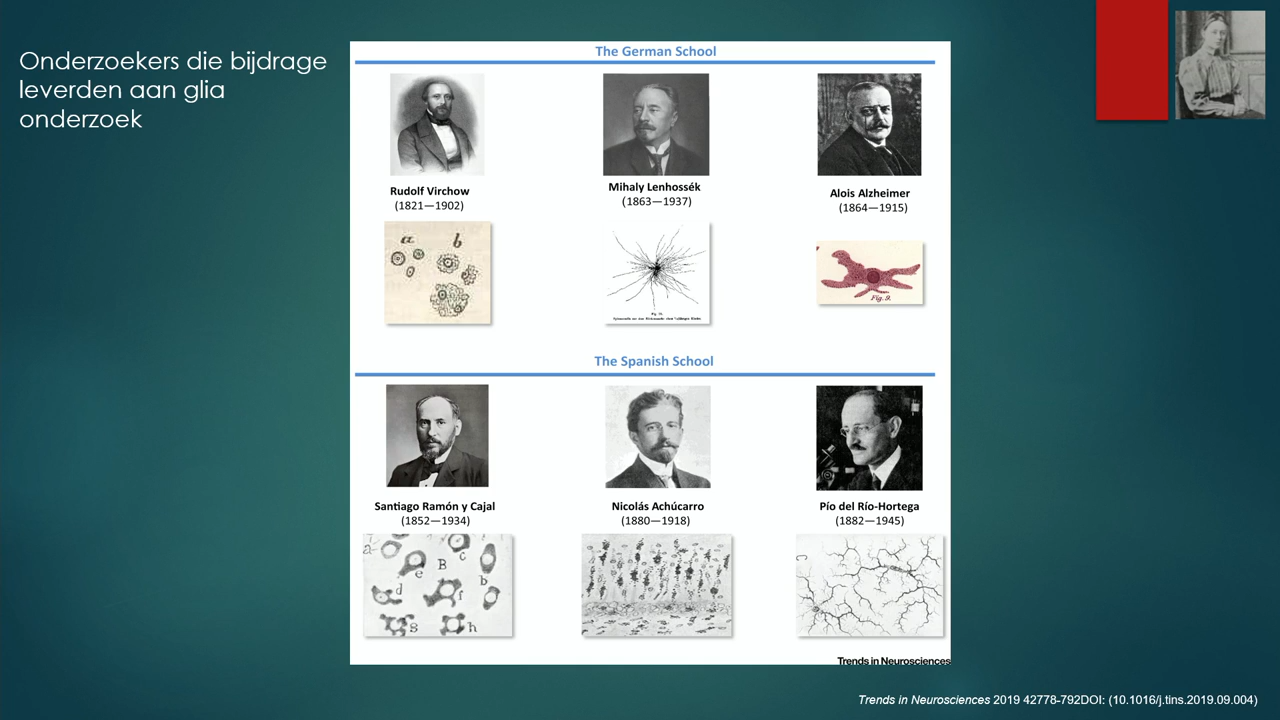 Onderzoekers die bijdrage
leverden aan glia
onderzoek
The German School
Rudolf Virchow
(1821—1902)
Mihaly Lenhossék
(1863—1937)
Alois Alzheimer
(1864—1915)
a b
Fig. 9.
The Spanish School
Santiago Ramón y Cajal
(1852—1934)
Nicolás Achúcarro
(1880—1918)
Pío del Río-Hortega
(1882—1945)
a c
e B
d f b
g h
Trends in Neurosciences
Trends in Neurosciences 2019 42778-792DOI: (10.1016/j.tins.2019.09.004)